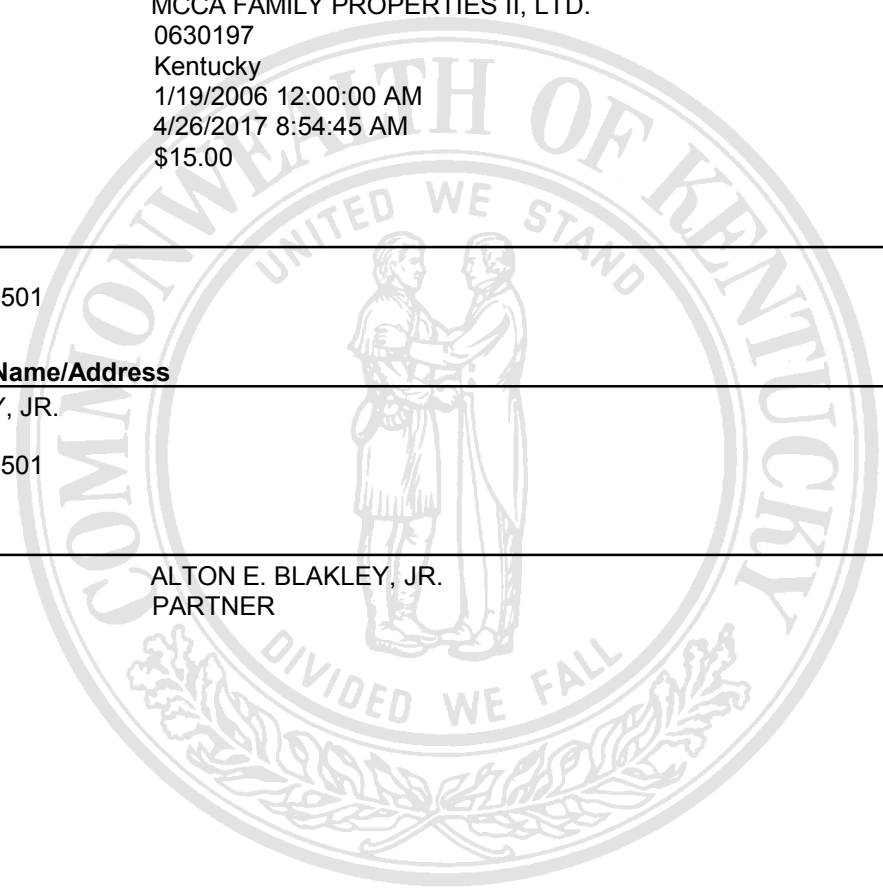 MCCA FAMILY PROPERTIES II, LTD.
0630197
Kentucky
1/19/2006 12:00:00 AM
4/26/2017 8:54:45 AM
$15.00
501
Name/Address
Y, JR.
501
ALTON E. BLAKLEY, JR.
PARTNER
COMMONWEALTH OF KENTUCKY
UNITED WE STAND
DIVIDED WE FALL